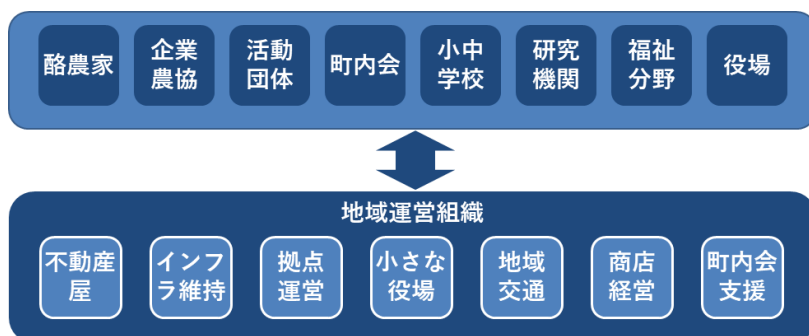 酪農家
企業
農協
活動
団体
町内会
小中
学校
研究
機関
福祉
分野
役場
地域運営組織
不動産
屋
インフ
ラ維持
拠点
運営
小さな
役場
地域
交通
商店
経営
町内会
支援